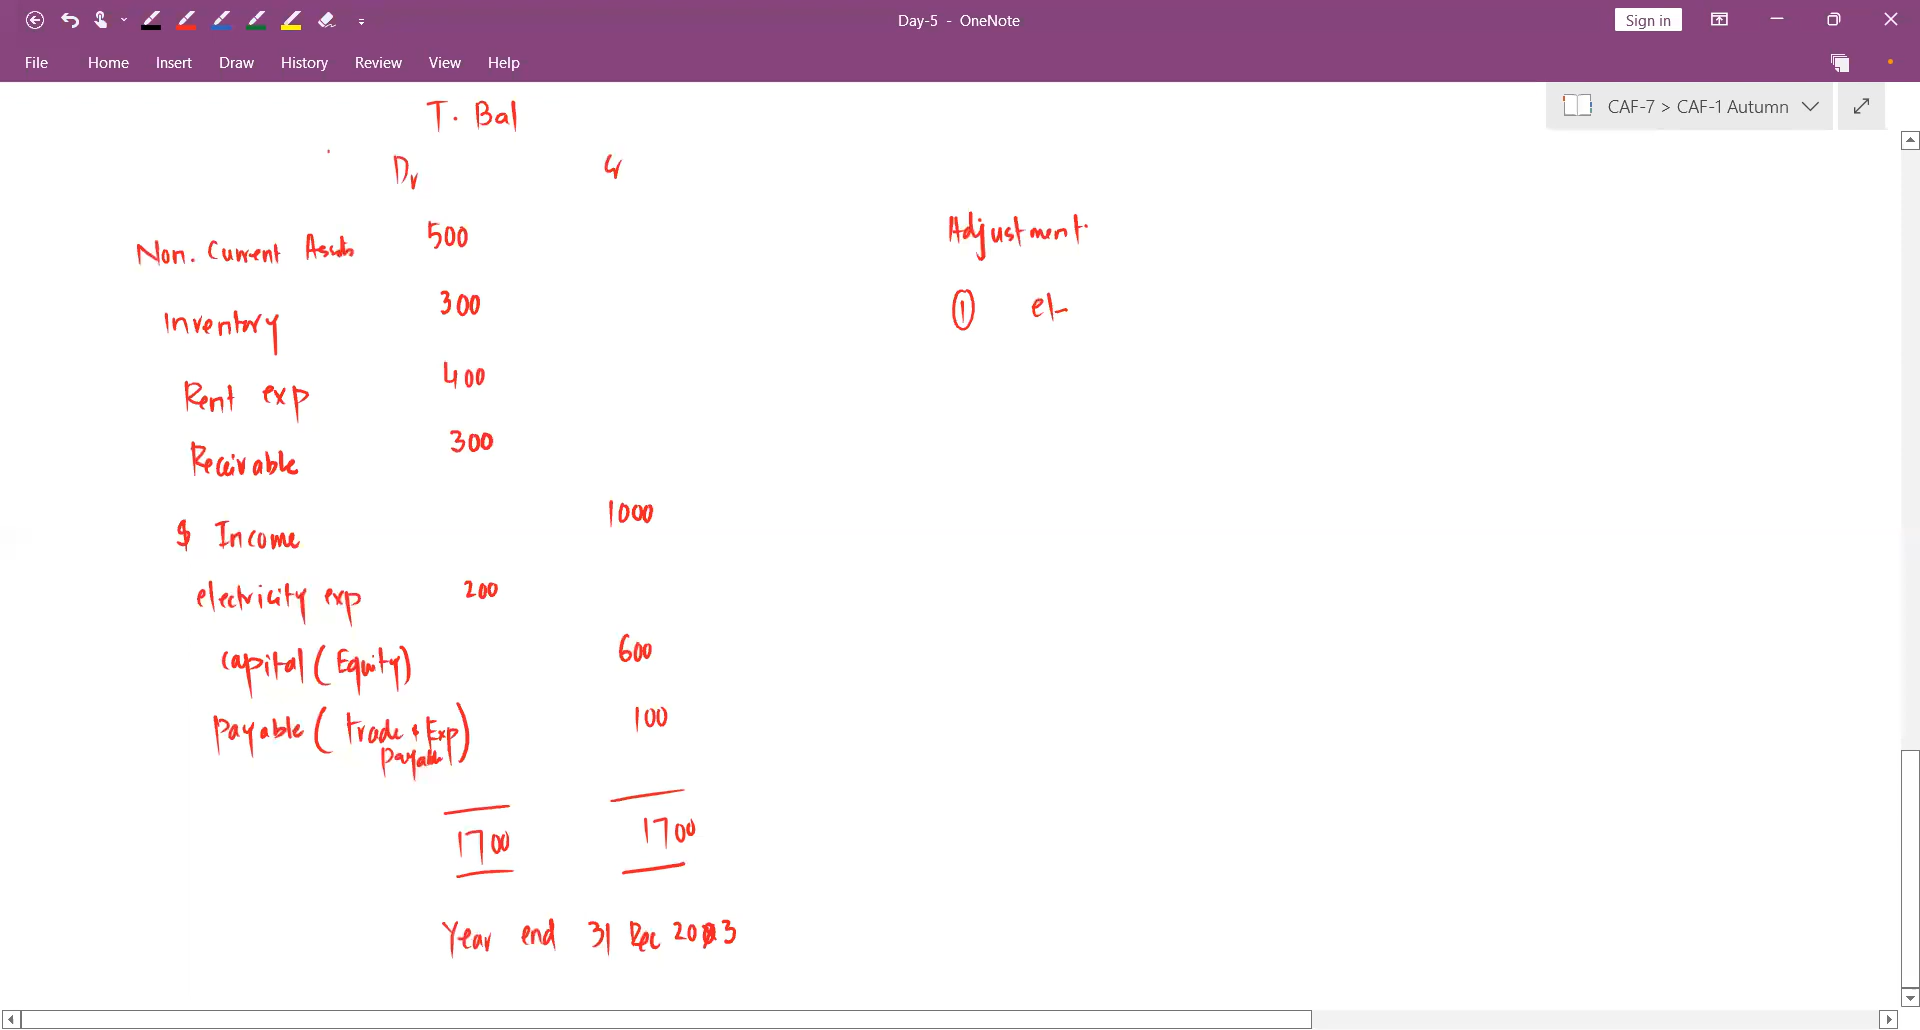 Day-5 - OneNote
Sign in
File Home Insert Draw History Review View Help
CAF-7 > CAF-1 Autumn
T. Bal
Dr Cr
Non. Current Assets 500
Inventory 300
Rent exp 400
Receivable 300
$ Income 1000
electricity exp 200
Capital (Equity) 600
Payable (Trade & Exp Payable) 100
1700 1700
Year end 31 Dec 2023
Adjustment.
① el